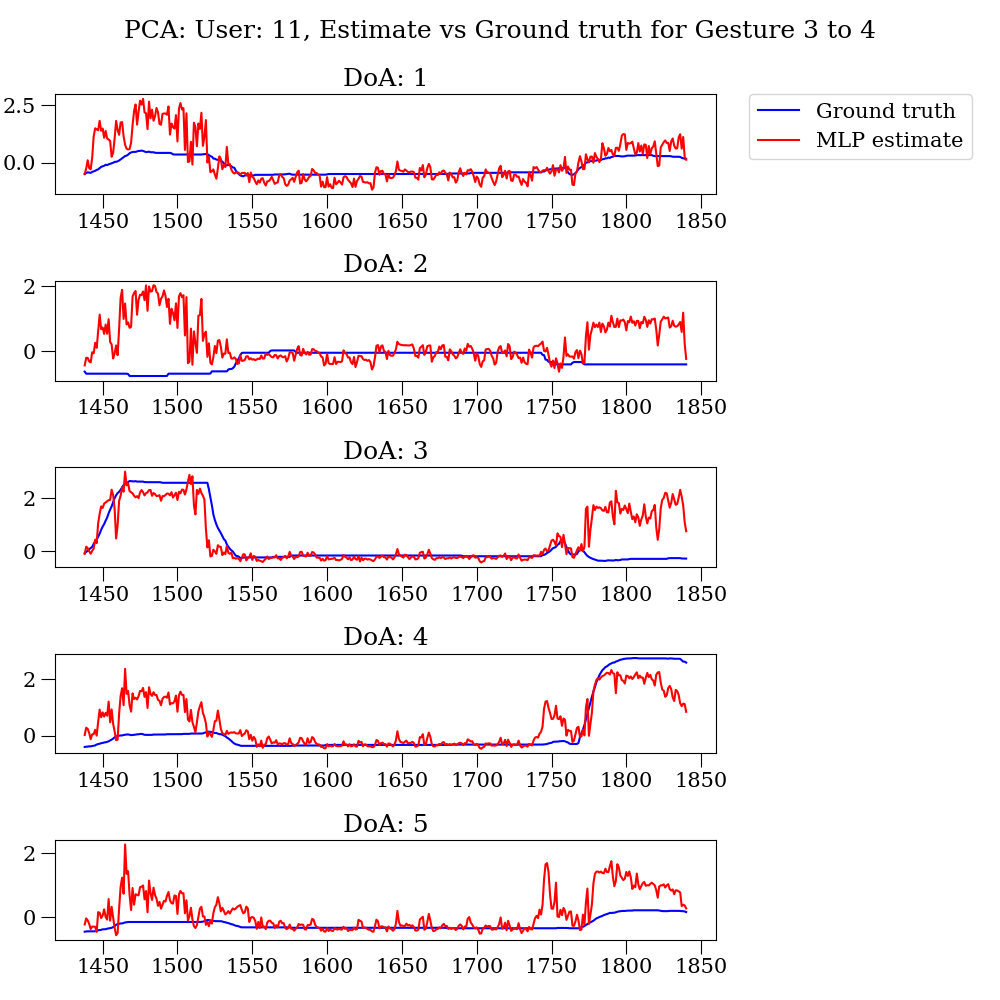 PCA: User: 11, Estimate vs Ground truth for Gesture 3 to 4
DoA: 1
2.5
0.0
1450 1500 1550 1600 1650 1700 1750 1800 1850
Ground truth
MLP estimate
DoA: 2
2
0
1450 1500 1550 1600 1650 1700 1750 1800 1850
DoA: 3
2
0
1450 1500 1550 1600 1650 1700 1750 1800 1850
DoA: 4
2
0
1450 1500 1550 1600 1650 1700 1750 1800 1850
DoA: 5
2
0
1450 1500 1550 1600 1650 1700 1750 1800 1850